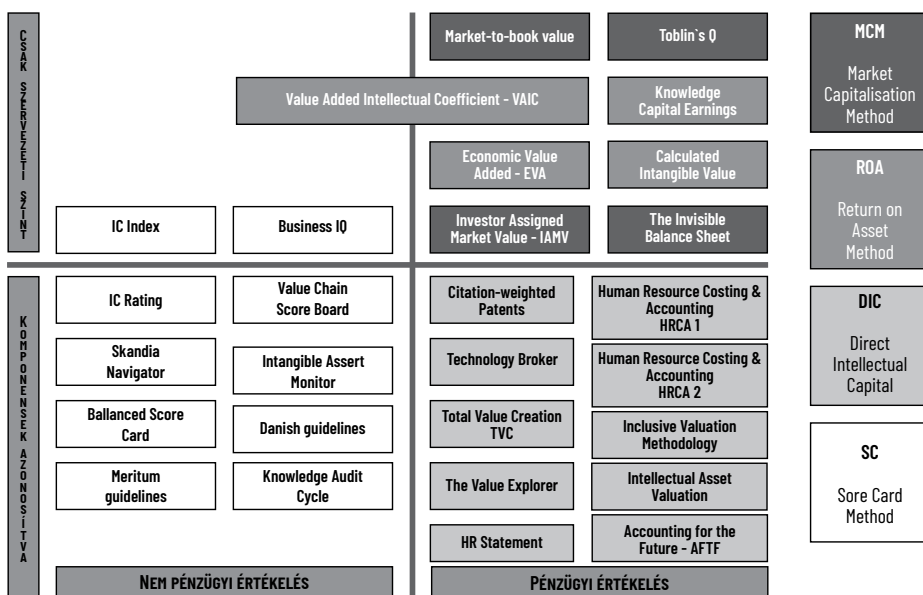 CSAK SZERVEZETI SZINT
Market-to-book value
Toblin`s Q
Value Added Intellectual Coefficient - VAIC
Knowledge
Capital Earnings
Economic Value
Added - EVA
Calculated
Intangible Value
IC Index
Business IQ
Investor Assigned
Market Value - IAMV
The Invisible
Balance Sheet
KOMPONENSEK AZONOSÍTVA
IC Rating
Value Chain
Score Board
Citation-weighted
Patents
Human Resource Costing &
Accounting
HRCA 1
Skandia
Navigator
Intangible Assert
Monitor
Technology Broker
Human Resource Costing &
Accounting
HRCA 2
Ballanced Score
Card
Danish guidelines
Total Value Creation
TVC
Inclusive Valuation
Methodology
Meritum
guidelines
Knowledge Audit
Cycle
The Value Explorer
Intellectual Asset
Valuation
HR Statement
Accounting for the
Future - AFTF
NEM PÉNZÜGYI ÉRTÉKELÉS
PÉNZÜGYI ÉRTÉKELÉS
MCM
Market
Capitalisation
Method
ROA
Return on
Asset
Method
DIC
Direct
Intellectual
Capital
SC
Sore Card
Method